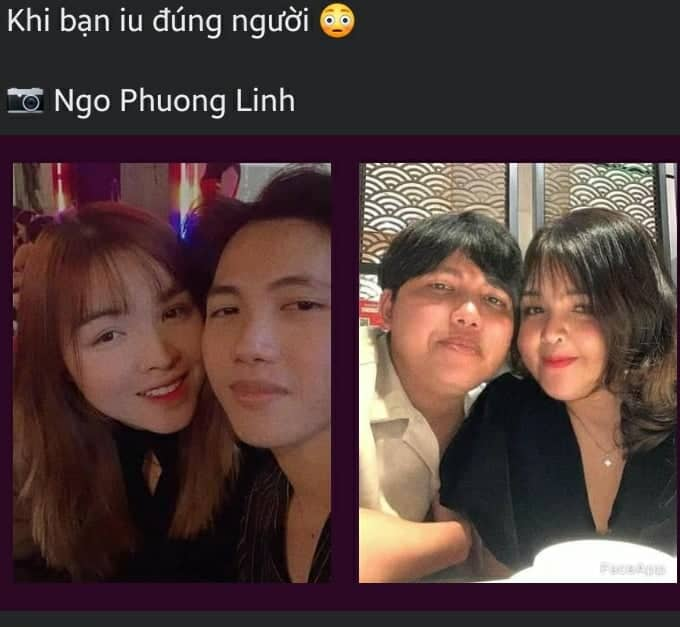 Khi bạn iu đúng người 😳
📷 Ngo Phuong Linh
FaceApp